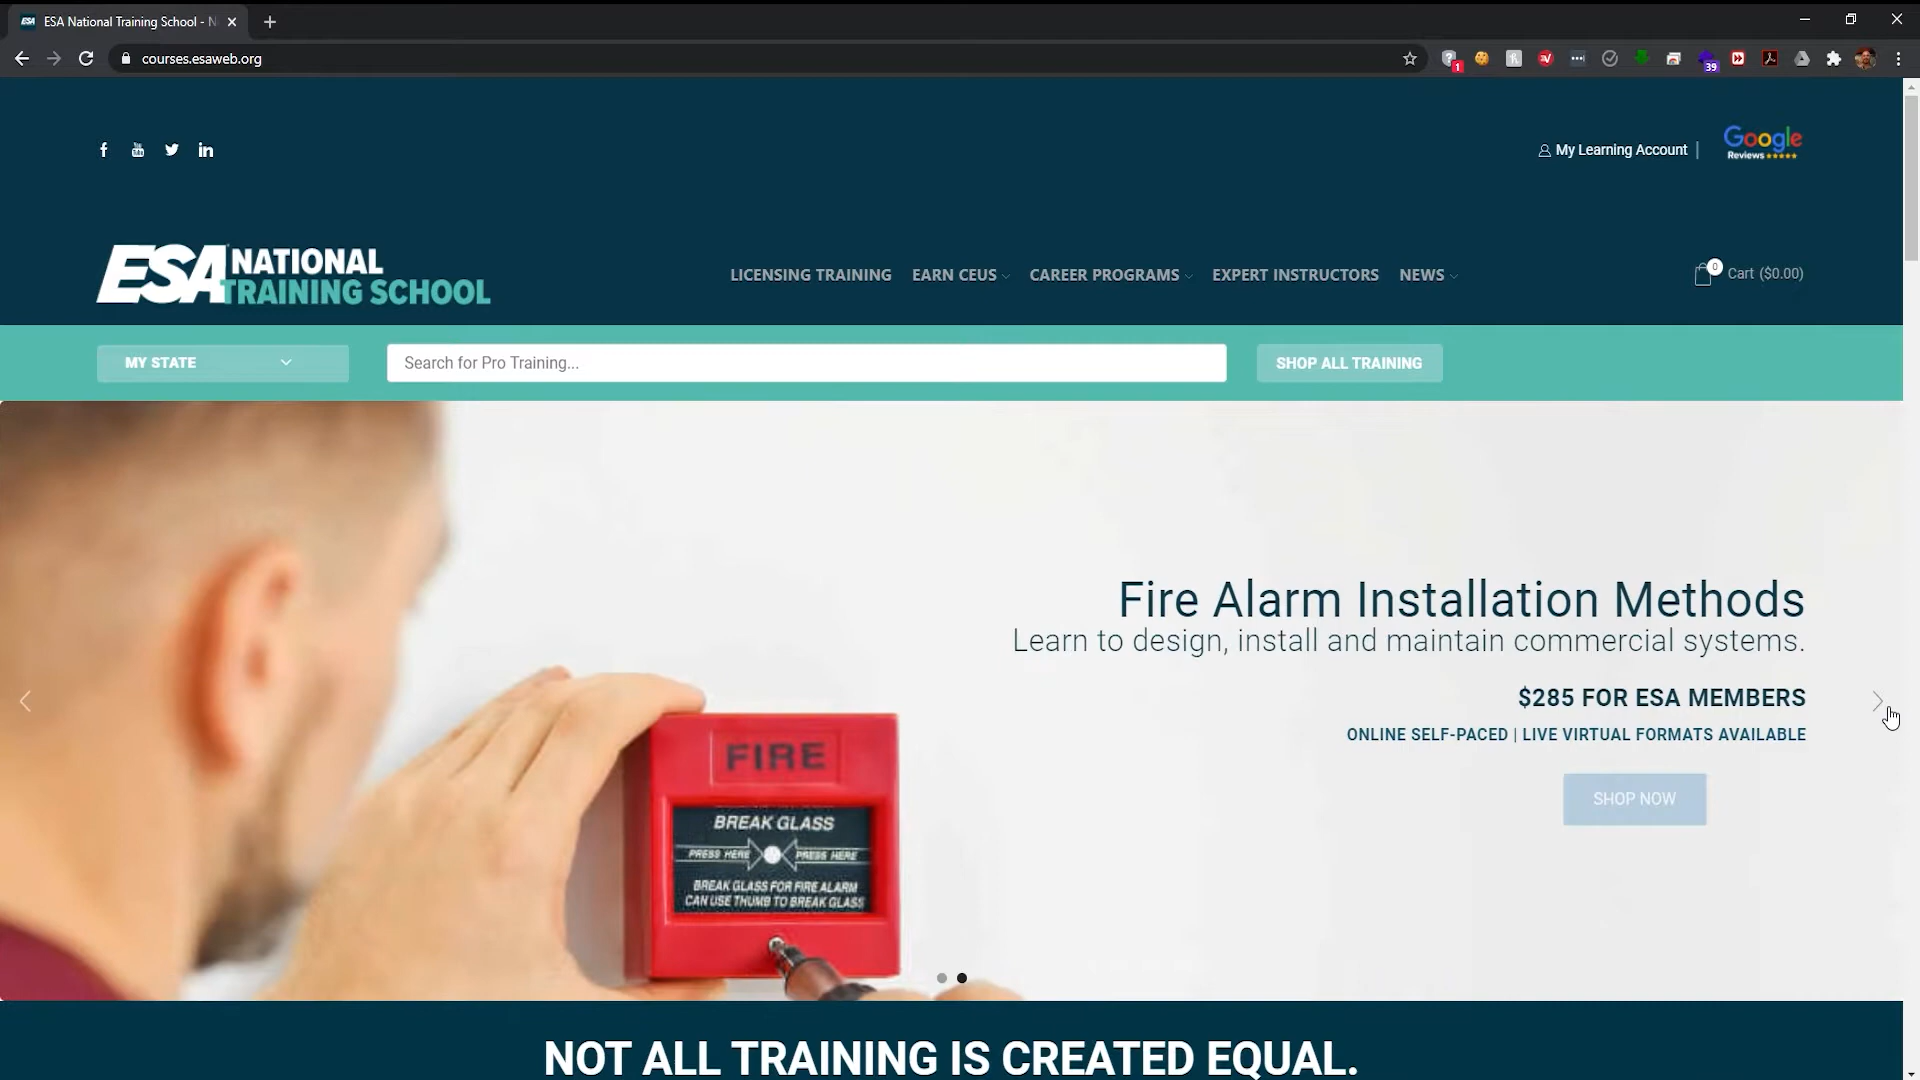 ESA National Training School - N
courses.esaweb.org
1
39
My Learning Account |
Google
Reviews
ESA NATIONAL
TRAINING SCHOOL
LICENSING TRAINING
EARN CEUS
CAREER PROGRAMS
EXPERT INSTRUCTORS
NEWS
0
Cart ($0.00)
MY STATE
Search for Pro Training...
SHOP ALL TRAINING
Fire Alarm Installation Methods
Learn to design, install and maintain commercial systems.
$285 FOR ESA MEMBERS
ONLINE SELF-PACED | LIVE VIRTUAL FORMATS AVAILABLE
SHOP NOW
FIRE
BREAK GLASS
PRESS HERE PRESS HERE
BREAK GLASS FOR FIRE ALARM
CAN USE THUMB TO BREAK GLASS
NOT ALL TRAINING IS CREATED EQUAL.